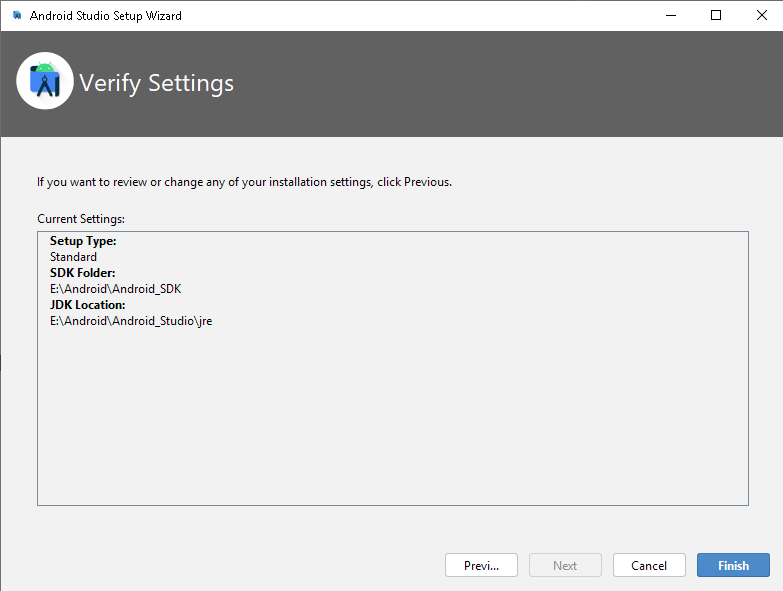 Android Studio Setup Wizard
Verify Settings
If you want to review or change any of your installation settings, click Previous.
Current Settings:
Setup Type:
Standard
SDK Folder:
E:\Android\Android_SDK
JDK Location:
E:\Android\Android_Studio\jre
Previ...
Next
Cancel
Finish